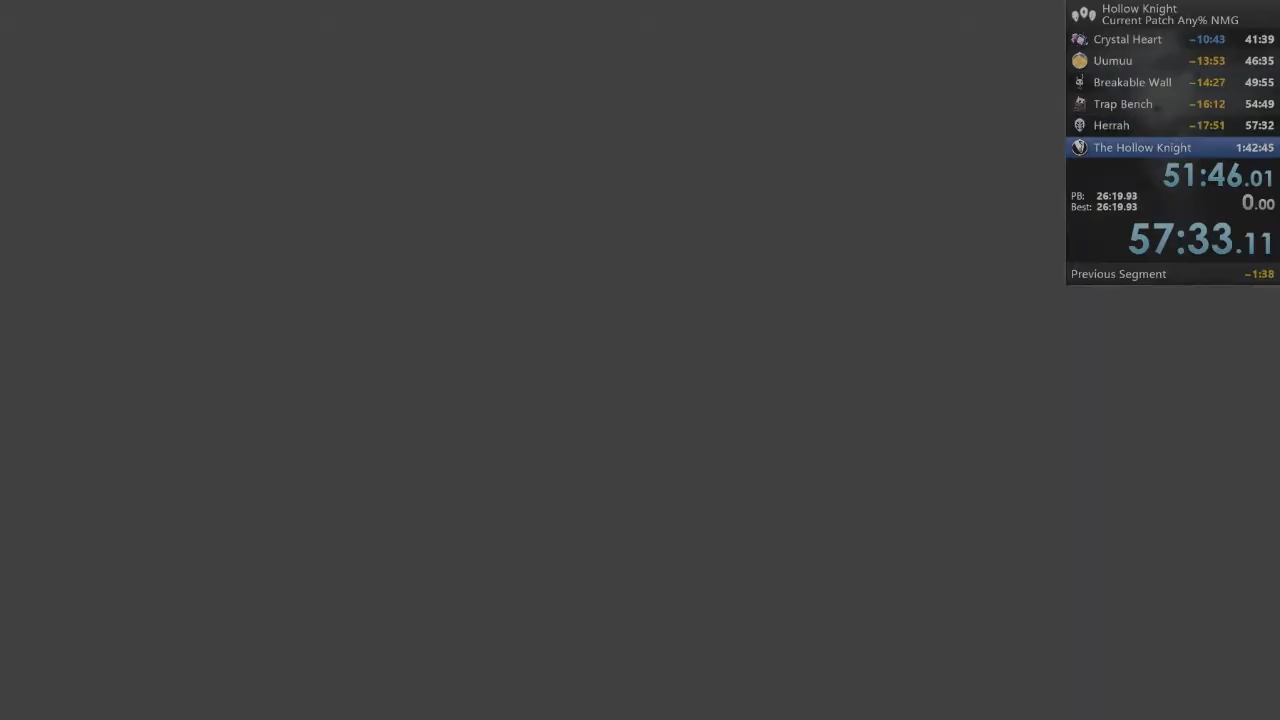 Hollow Knight
Current Patch Any% NMG
Crystal Heart −10:43 41:39
Uumuu −13:53 46:35
Breakable Wall −14:27 49:55
Trap Bench −16:12 54:49
Herrah −17:51 57:32
The Hollow Knight 1:42:45
51:46.01
PB: 26:19.93
Best: 26:19.93
0.00
57:33.11
Previous Segment −1:38